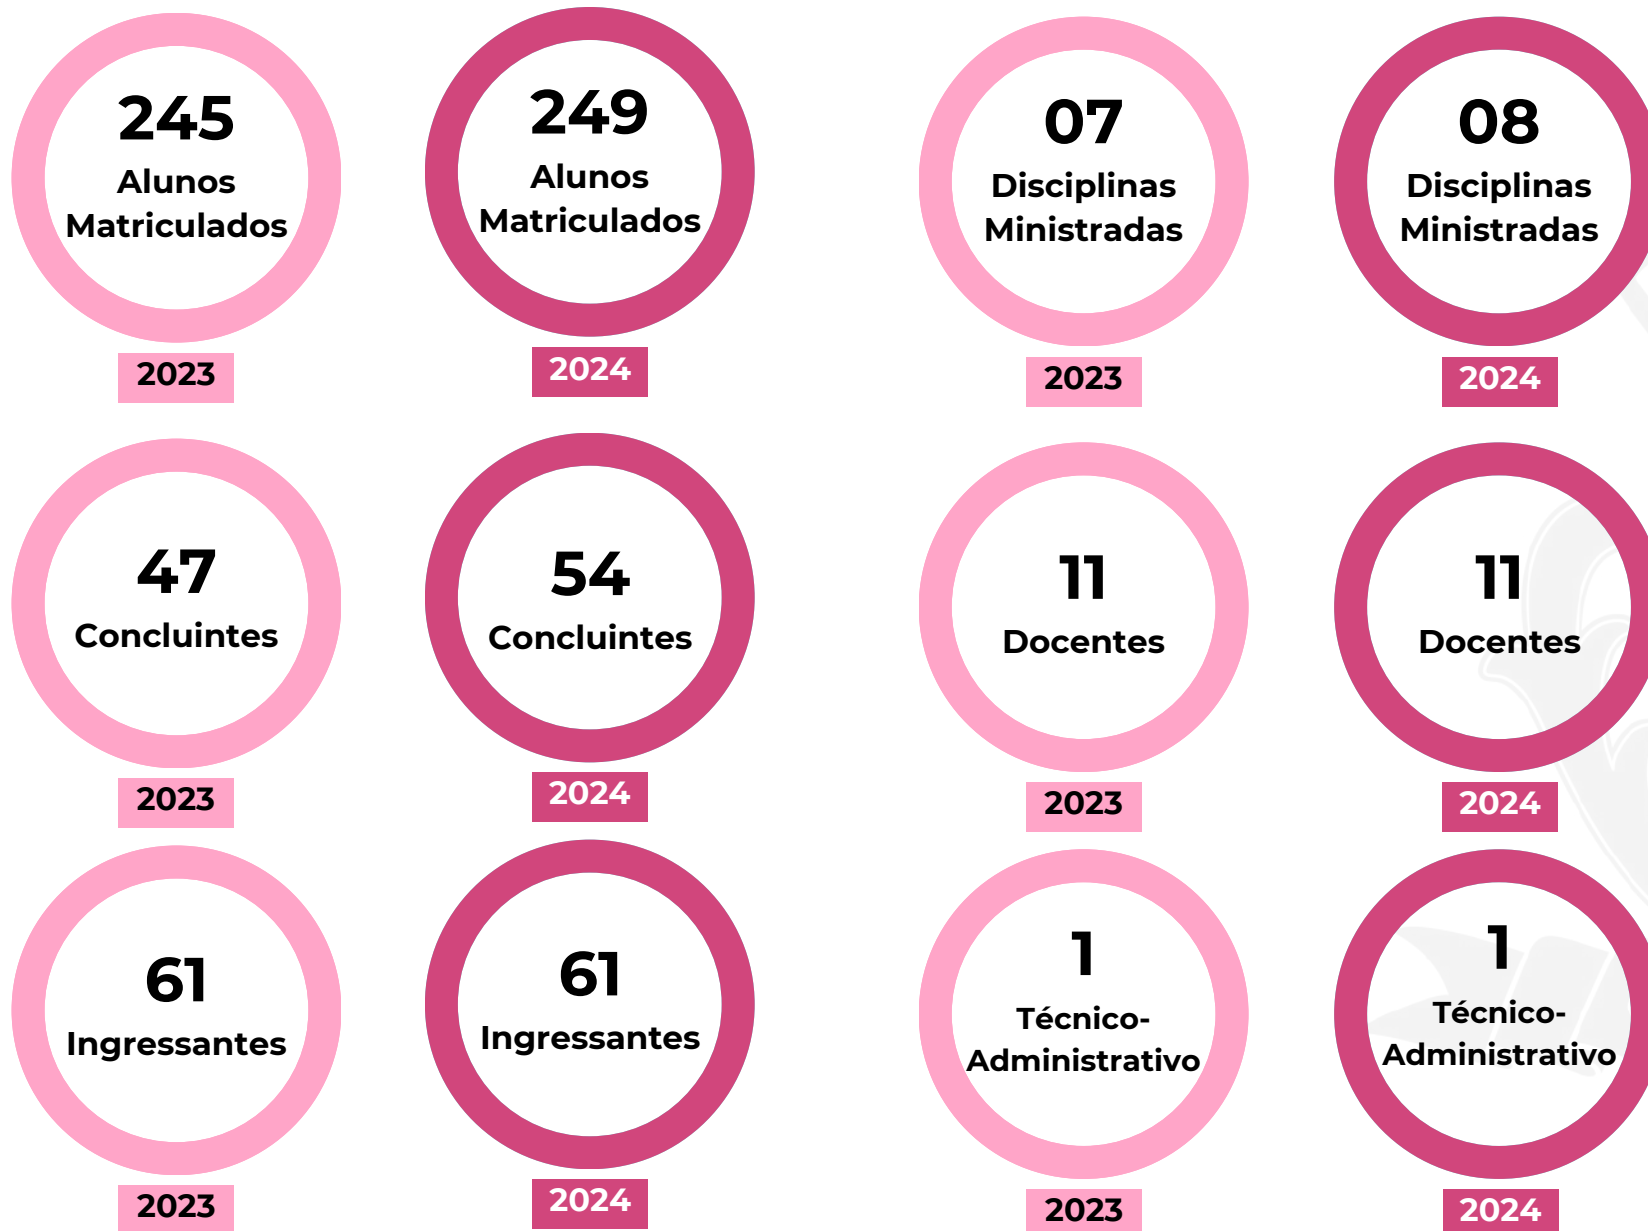 245
Alunos
Matriculados
2023
249
Alunos
Matriculados
2024
07
Disciplinas
Ministradas
2023
08
Disciplinas
Ministradas
2024
47
Concluintes
2023
54
Concluintes
2024
11
Docentes
2023
11
Docentes
2024
61
Ingressantes
2023
61
Ingressantes
2024
1
Técnico-
Administrativo
2023
1
Técnico-
Administrativo
2024